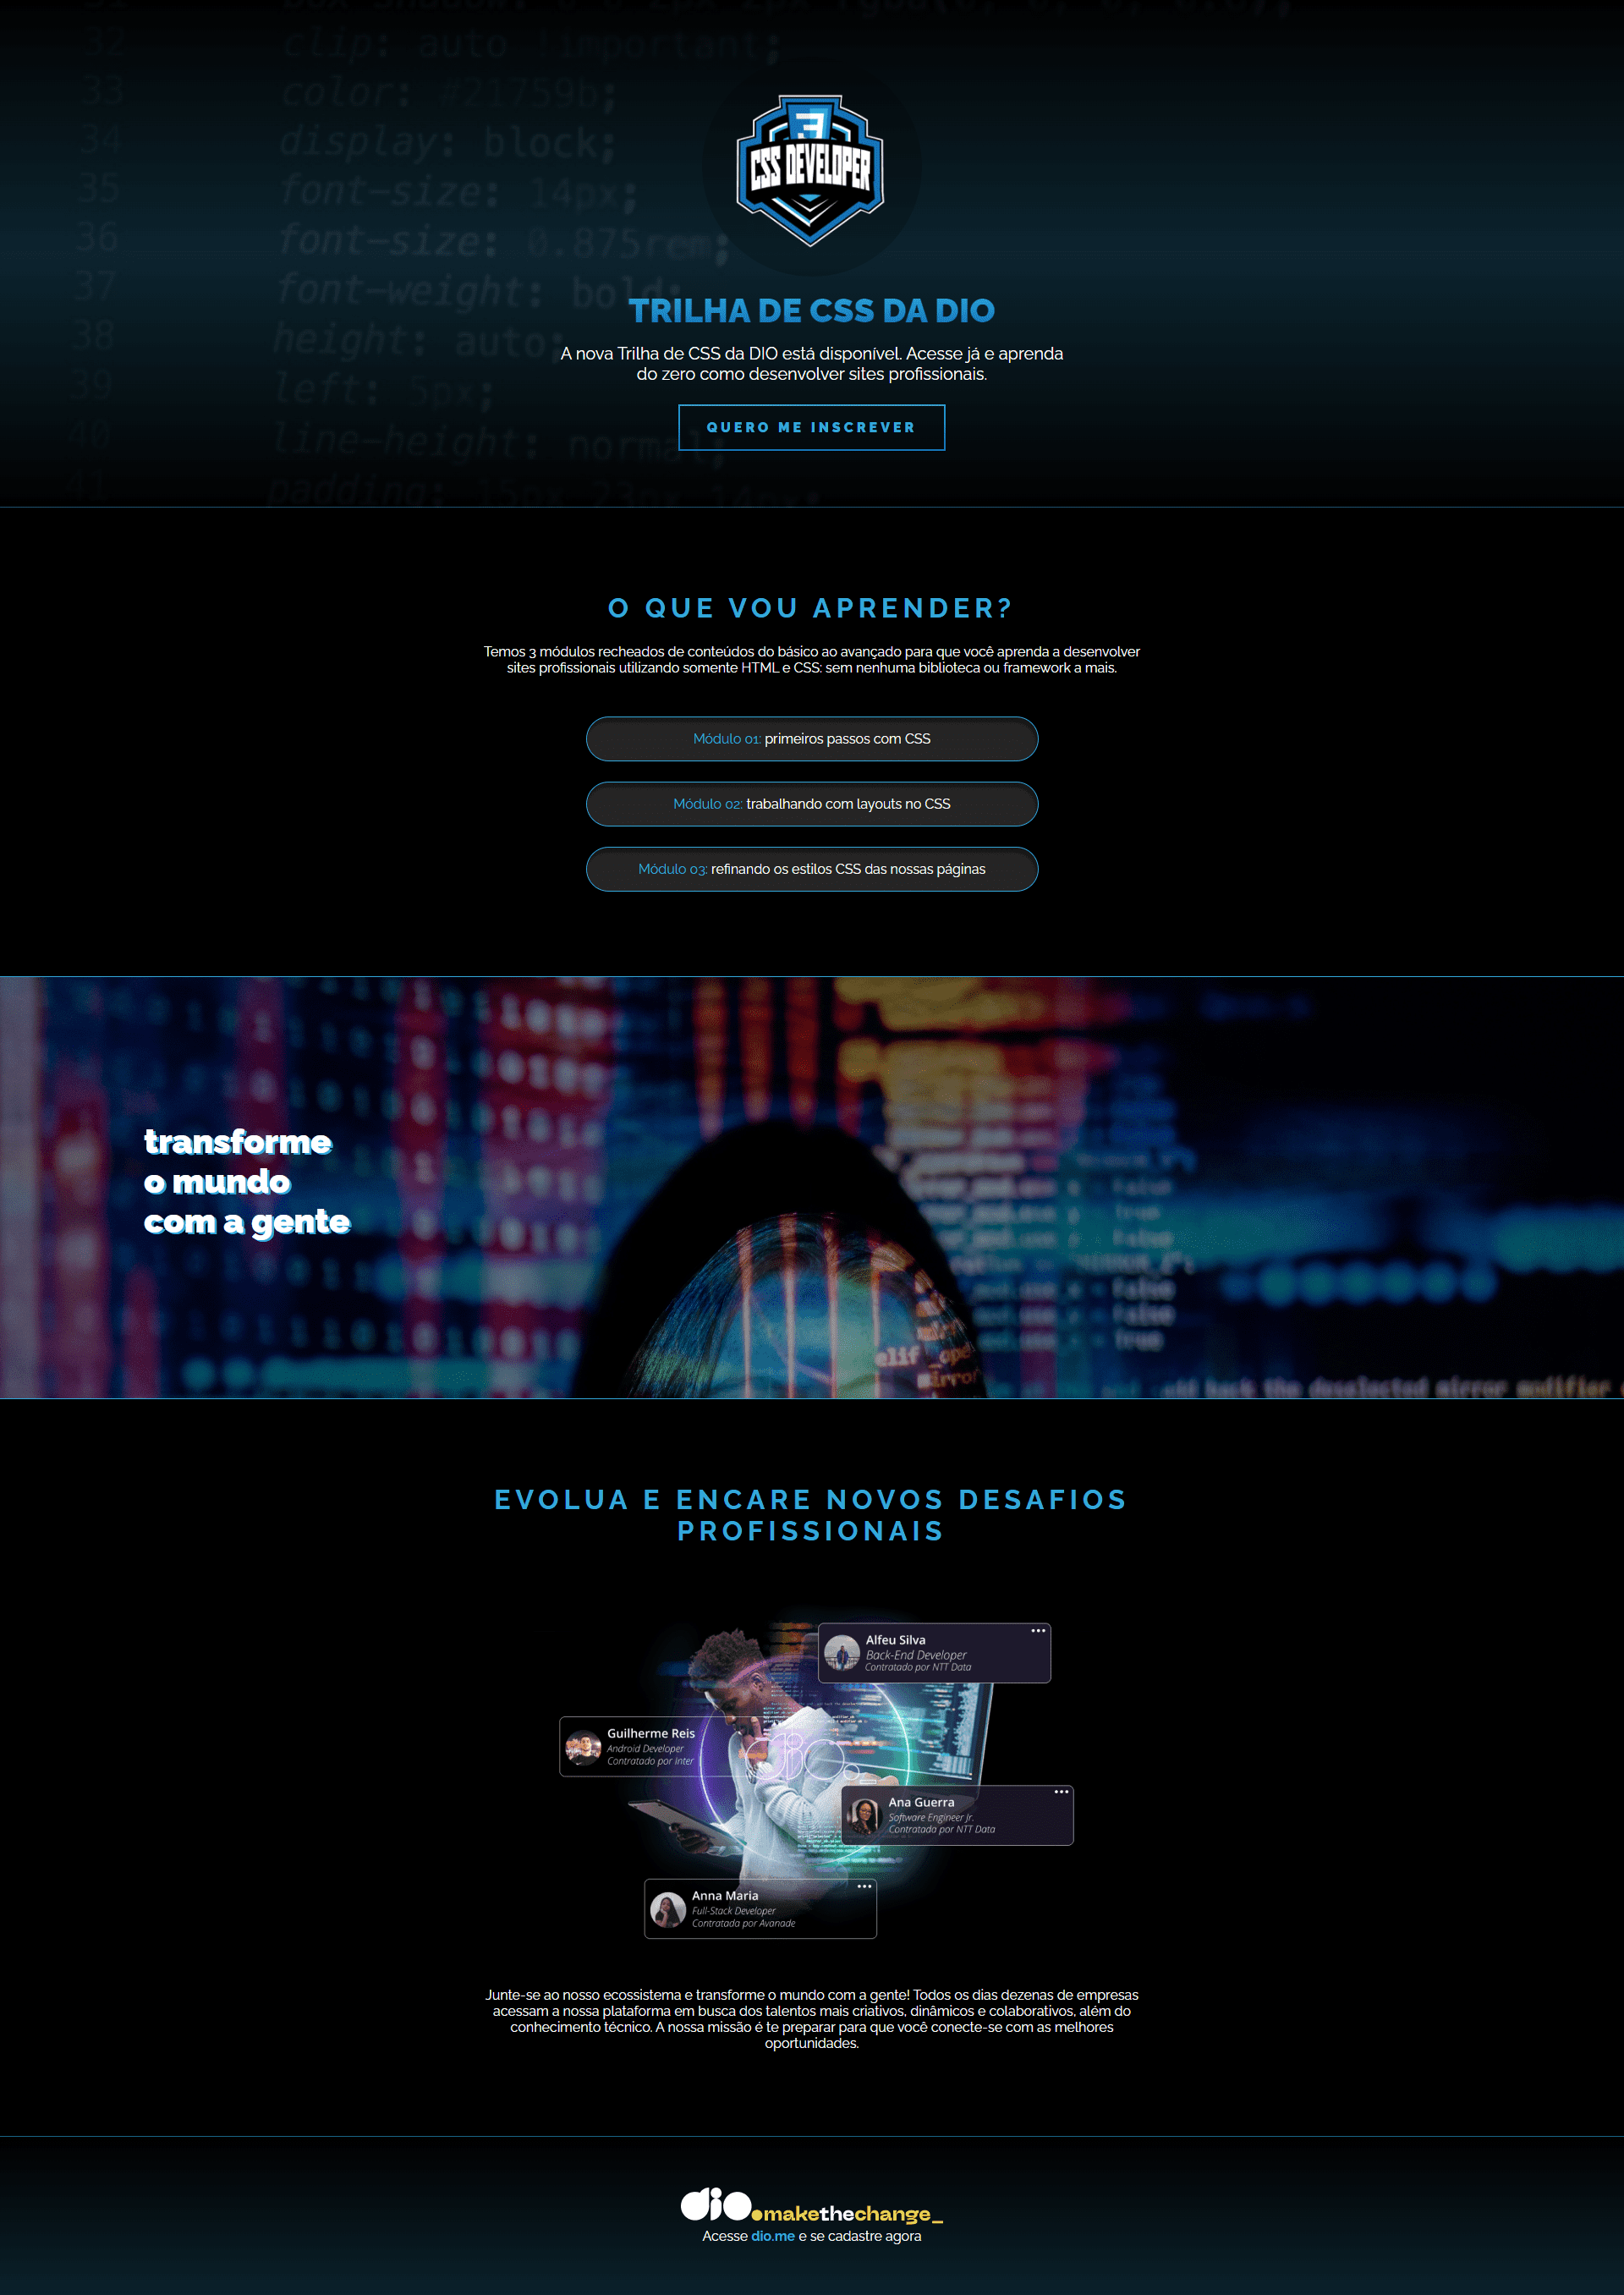 32 clip: auto !important;
33 color: #21759b;
34 display: block;
35 font-size: 14px;
36 font-size: 0.875rem;
37 font-weight: bold;
38 height: auto;
39 left: 5px;
40 line-height: normal;
41 padding: 15px 23px 14px;
3
CSS DEVELOPER
TRILHA DE CSS DA DIO
A nova Trilha de CSS da DIO está disponível. Acesse já e aprenda
do zero como desenvolver sites profissionais.
QUERO ME INSCREVER
O QUE VOU APRENDER?
Temos 3 módulos recheados de conteúdos do básico ao avançado para que você aprenda a desenvolver
sites profissionais utilizando somente HTML e CSS: sem nenhuma biblioteca ou framework a mais.
Módulo 01: primeiros passos com CSS
Módulo 02: trabalhando com layouts no CSS
Módulo 03: refinando os estilos CSS das nossas páginas
transforme
o mundo
com a gente
EVOLUA E ENCARE NOVOS DESAFIOS
PROFISSIONAIS
Alfeu Silva
Back-End Developer
Contratado por NTT Data
Guilherme Reis
Android Developer
Contratado por Inter
dio.
Ana Guerra
Software Engineer Jr.
Contratada por NTT Data
Anna Maria
Full-Stack Developer
Contratada por Avanade
Junte-se ao nosso ecossistema e transforme o mundo com a gente! Todos os dias dezenas de empresas
acessam a nossa plataforma em busca dos talentos mais criativos, dinâmicos e colaborativos, além do
conhecimento técnico. A nossa missão é te preparar para que você conecte-se com as melhores
oportunidades.
dio.makethechange_
Acesse dio.me e se cadastre agora